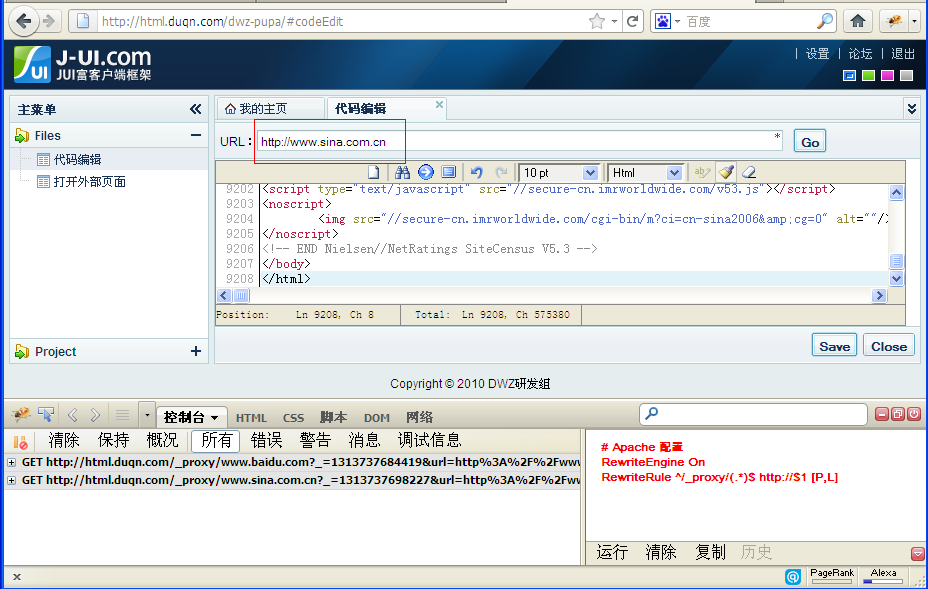 http://html.duqn.com/dwz-pupa/#codeEdit
百度
J-UI.com
JUI富客户端框架
| 设置 | 论坛 | 退出
主菜单
Files
代码编辑
打开外部页面
Project
我的主页
代码编辑
URL: http://www.sina.com.cn * Go
10 pt Html
9202 <script type="text/javascript" src="//secure-cn.imrworldwide.com/v53.js"></script>
9203 <noscript>
9204 <img src="//secure-cn.imrworldwide.com/cgi-bin/m?ci=cn-sina2006&amp;cg=0" alt=""/>
9205 </noscript>
9206 <!-- END Nielsen//NetRatings SiteCensus V5.3 -->
9207 </body>
9208 </html>
Position: Ln 9208, Ch 8 Total: Ln 9208, Ch 575380
Save Close
Copyright © 2010 DWZ研发组
控制台 HTML CSS 脚本 DOM 网络
清除 保持 概况 所有 错误 警告 消息 调试信息
GET http://html.duqn.com/_proxy/www.baidu.com?_=1313737684419&url=http%3A%2F%2Fww
GET http://html.duqn.com/_proxy/www.sina.com.cn?_=1313737698227&url=http%3A%2F%2Fww
# Apache 配置
RewriteEngine On
RewriteRule ^/_proxy/(.*)$ http://$1 [P,L]
运行 清除 复制 历史
PageRank Alexa